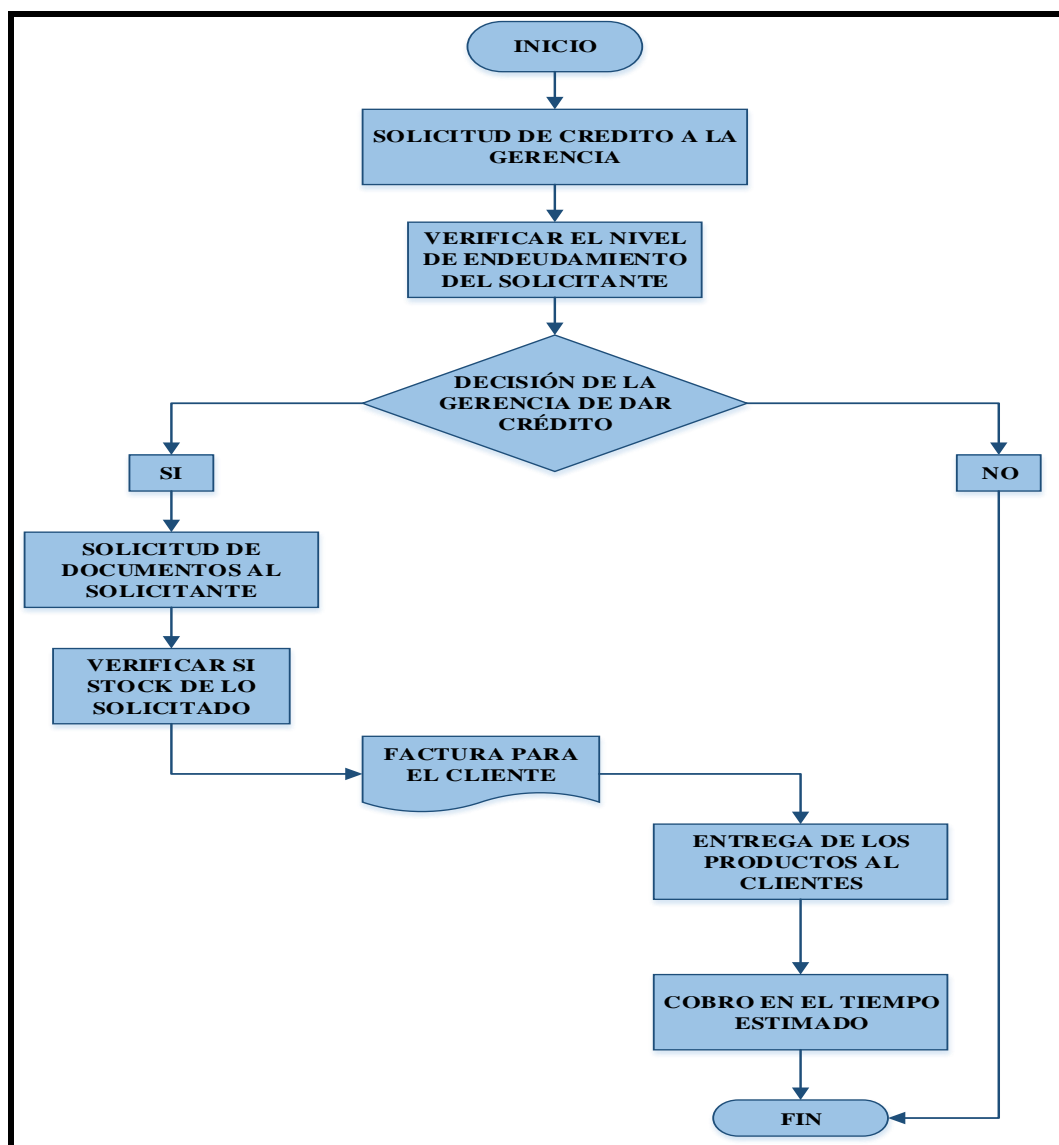 INICIO
SOLICITUD DE CREDITO A LA
GERENCIA
VERIFICAR EL NIVEL
DE ENDEUDAMIENTO
DEL SOLICITANTE
DECISIÓN DE LA
GERENCIA DE DAR
CRÉDITO
SI
NO
SOLICITUD DE
DOCUMENTOS AL
SOLICITANTE
VERIFICAR SI
STOCK DE LO
SOLICITADO
FACTURA PARA
EL CLIENTE
ENTREGA DE LOS
PRODUCTOS AL
CLIENTES
COBRO EN EL TIEMPO
ESTIMADO
FIN